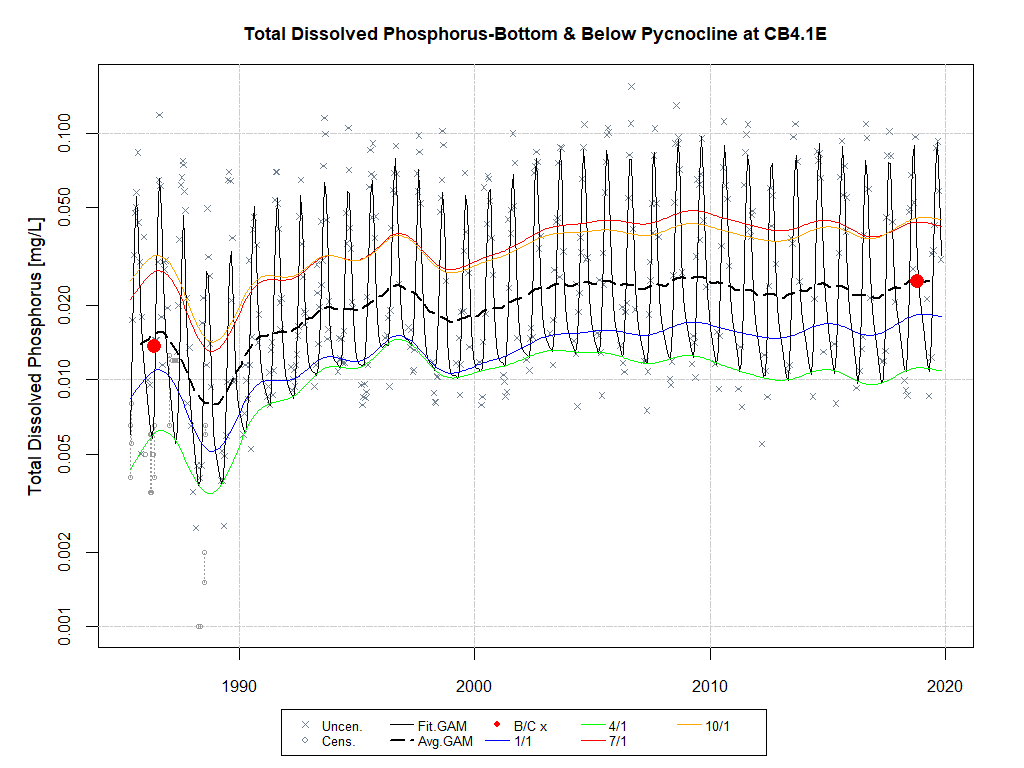 Total Dissolved Phosphorus-Bottom & Below Pycnocline at CB4.1E
Total Dissolved Phosphorus [mg/L]
0.100
0.050
0.020
0.010
0.005
0.002
0.001
1990 2000 2010 2020
Uncen. Fit.GAM B/C x 4/1 10/1
Cens. Avg.GAM 1/1 7/1